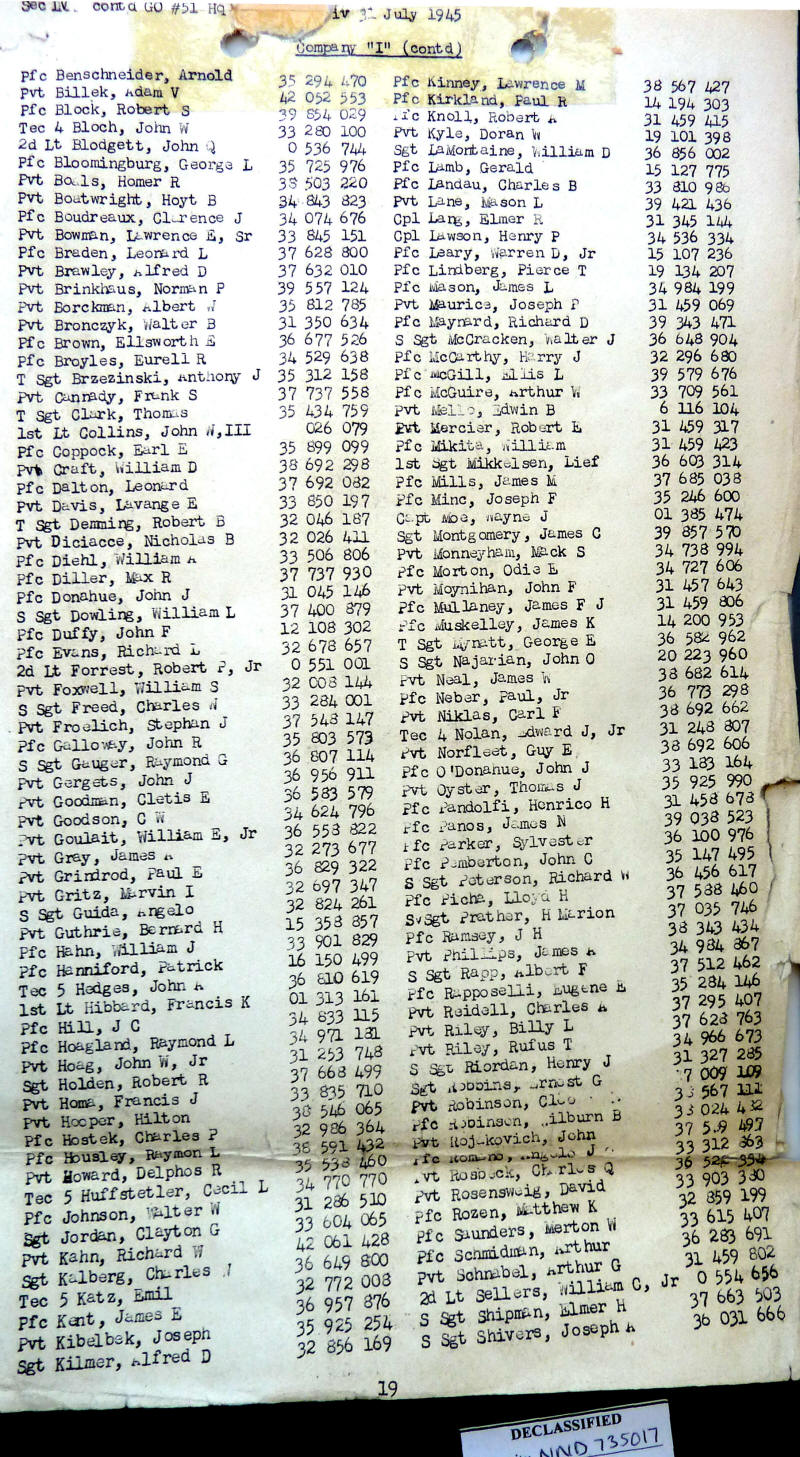 Sec IV cont'd GO #51 Hq iv 31 July 1945
Company "I" (contd)
Pfc Benschneider, Arnold 35 294 470
Pvt Billek, Adam V 42 052 553
Pfc Block, Robert S 39 854 029
Tec 4 Bloch, John W 33 280 100
2d Lt Blodgett, John Q 0 536 744
Pfc Bloomingburg, George L 35 725 976
Pvt Boals, Homer R 38 503 220
Pvt Boatwright, Hoyt B 34 843 823
Pfc Boudreaux, Clarence J 34 074 676
Pvt Bowman, Lawrence E, Sr 33 845 151
Pfc Braden, Leonard L 37 628 800
Pvt Brawley, Alfred D 37 632 010
Pvt Brinkhaus, Norman P 39 557 124
Pvt Borckman, Albert W 35 812 785
Pvt Bronczyk, Walter B 31 350 634
Pfc Brown, Ellsworth E 36 677 526
Pfc Broyles, Eurell R 34 529 638
T Sgt Brzezinski, Anthony J 35 312 158
Pvt Cannady, Frank S 37 737 558
T Sgt Clark, Thomas 35 434 759
1st Lt Collins, John W,III 026 079
Pfc Coppock, Earl E 35 899 099
Pvt Craft, William D 38 692 298
Pfc Dalton, Leonard 37 692 082
Pvt Davis, Lavange E 33 850 197
T Sgt Demming, Robert B 32 046 187
Pvt Diciacce, Nicholas B 32 026 411
Pfc Diehl, William A 33 506 806
Pfc Diller, Max R 37 737 930
Pfc Donahue, John J 31 045 146
S Sgt Dowling, William L 37 400 879
Pfc Duffy, John F 12 108 302
Pfc Evans, Richard L 32 678 657
2d Lt Forrest, Robert P, Jr 0 551 001
Pvt Foxwell, William S 32 008 144
S Sgt Freed, Charles W 33 284 001
Pvt Froelich, Stephan J 37 548 147
Pfc Galloway, John R 35 803 573
S Sgt Gauger, Raymond G 36 807 114
Pvt Gergets, John J 36 956 911
Pvt Goodman, Cletis E 36 583 579
Pvt Goodson, C W 34 624 796
Pvt Goulait, William E, Jr 36 553 822
Pvt Gray, James A 32 273 677
Pvt Grindrod, Paul E 36 829 322
Pvt Gritz, Marvin I 32 697 347
S Sgt Guida, Angelo 32 824 261
Pvt Guthrie, Bernard H 15 358 857
Pfc Hahn, William J 33 901 829
Pfc Hanniford, Patrick 16 150 499
Tec 5 Hedges, John A 36 810 619
1st Lt Hibbard, Francis K 01 313 161
Pfc Hill, J C 34 833 115
Pfc Hoagland, Raymond L 34 971 181
Pvt Hoag, John W, Jr 31 253 748
Sgt Holden, Robert R 37 668 499
Pvt Homa, Francis J 33 835 710
Pvt Hooper, Hilton 38 546 065
Pfc Hostek, Charles P 32 986 364
Pfc Housley, Raymon L 38 591 432
Pvt Howard, Delphos R 35 538 460
Tec 5 Huffstetler, Cecil L 34 770 770
Pfc Johnson, Walter W 31 286 510
Sgt Jordan, Clayton G 33 604 065
Pvt Kahn, Richard W 42 061 428
Sgt Kalberg, Charles W 36 649 800
Tec 5 Katz, Emil 32 772 008
Pfc Kent, James E 36 957 876
Pvt Kibelbek, Joseph 35 925 254
Sgt Kilmer, Alfred D 32 856 169
Pfc Kinney, Lawrence M 38 567 427
Pfc Kirkland, Paul R 14 194 303
Pfc Knoll, Robert A 31 459 415
Pvt Kyle, Doran W 19 101 398
Sgt LaMontaine, William D 36 856 002
Pfc Lamb, Gerald 15 127 775
Pfc Landau, Charles B 33 810 986
Pvt Lane, Mason L 39 421 436
Cpl Lang, Elmer R 31 345 144
Cpl Lawson, Henry P 34 536 334
Pfc Leary, Warren D, Jr 15 107 236
Pfc Lindberg, Pierce T 19 134 207
Pfc Mason, James L 34 984 199
Pvt Maurice, Joseph P 31 459 069
Pfc Maynard, Richard D 39 343 471
S Sgt McCracken, Walter J 36 648 904
Pfc McCarthy, Harry J 32 296 680
Pfc McGill, Ellis L 39 579 676
Pfc McGuire, Arthur W 33 709 561
Pvt Mello, Edwin B 6 116 104
Pvt Mercier, Robert E 31 459 317
Pfc Mikita, William 31 459 423
1st Sgt Mikkelsen, Lief 36 603 314
Pfc Mills, James M 37 685 038
Pfc Minc, Joseph F 35 246 600
Capt Moe, Wayne J 01 385 474
Sgt Montgomery, James C 39 857 570
Pvt Monneyham, Mack S 34 738 994
Pfc Morton, Odie E 34 727 606
Pvt Moynihan, John F 31 457 643
Pfc Mullaney, James F J 31 459 806
Pfc Muskelley, James K 14 200 953
T Sgt Mynatt, George E 36 582 962
S Sgt Najarian, John O 20 223 960
Pvt Neal, James W 38 682 614
Pfc Neber, Paul, Jr 36 773 298
Pvt Niklas, Carl F 38 692 662
Tec 4 Nolan, Edward J, Jr 31 248 807
Pvt Norfleet, Guy E 38 692 606
Pfc O'Donahue, John J 33 183 164
Pvt Oyster, Thomas J 35 925 990
Pfc Pandolfi, Henrico H 31 458 678
Pfc Panos, James N 39 038 523
Pfc Parker, Sylvester 36 100 976
Pfc Pemberton, John C 35 147 495
S Sgt Peterson, Richard W 36 456 617
Pfc Picha, Lloyd H 37 588 460
S Sgt Prather, H Marion 37 035 746
Pfc Ramsey, J H 38 343 434
Pvt Phillips, James A 34 984 867
S Sgt Rapp, Albert F 37 512 462
Pfc Rapposelli, Eugene E 35 284 146
Pvt Reidell, Charles A 37 295 407
Pvt Riley, Billy L 37 628 763
Pvt Riley, Rufus T 34 966 673
S Sgt Riordan, Henry J 31 327 285
Sgt Robbins, Ernest G 7 009 109
Pvt Robinson, Cleo 38 567 111
Pfc Robinson, Wilburn B 38 024 432
Pvt Rojakovich, John 497
Pfc Romano, Angelo J 33 312 863
Pvt Rosbeck, Charles Q 36 354
Pvt Rosensweig, David 33 903 380
Pfc Rozen, Matthew K 32 859 199
Pfc Saunders, Merton W 33 615 407
Pfc Schmidman, Arthur 36 283 691
Pvt Schnabel, Arthur G 31 459 802
2d Lt Sellers, William C, Jr 0 554 656
S Sgt Shipman, Elmer H 37 663 503
S Sgt Shivers, Joseph A 36 031 666
19
DECLASSIFIED
NND 735017